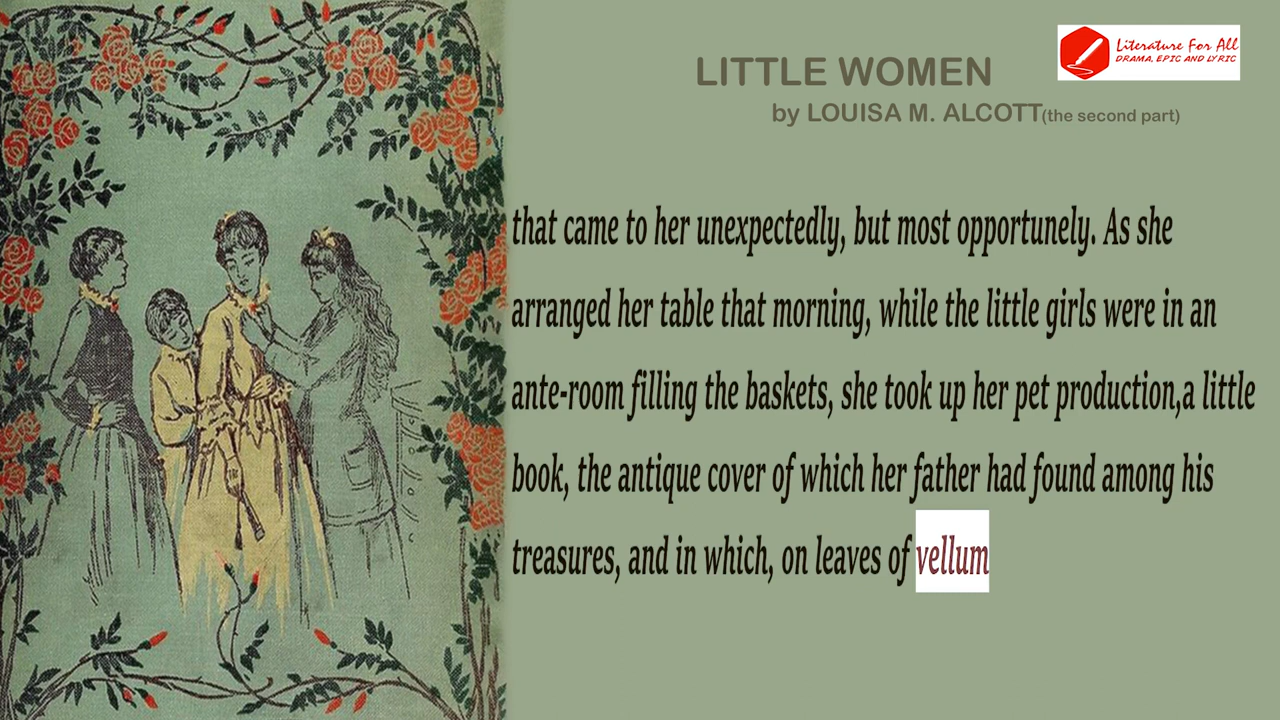 LITTLE WOMEN
Literature For All
DRAMA, EPIC AND LYRIC
by LOUISA M. ALCOTT(the second part)
that came to her unexpectedly, but most opportunely. As she
arranged her table that morning, while the little girls were in an
ante-room filling the baskets, she took up her pet production,a little
book, the antique cover of which her father had found among his
treasures, and in which, on leaves of vellum